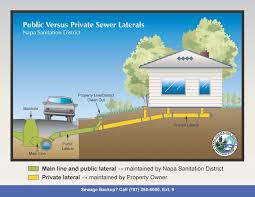 Public Versus Private Sewer Laterals
Napa Sanitation District
Property Line/District
Clean Out
Manhole
Private Lateral
Public
Lateral
Main Line
Main line and public lateral → maintained by Napa Sanitation District
Private lateral → maintained by Property Owner
Sewage Backup? Call (707) 258-6000, Ext. 9